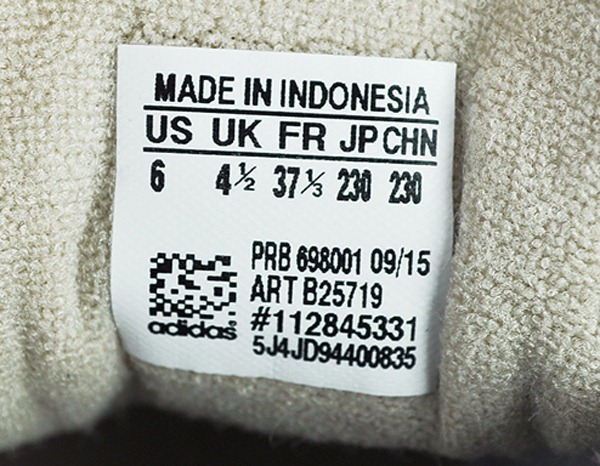 MADE IN INDONESIA
US UK FR JP CHN
6 4½ 37⅓ 230 230
PRB 698001 09/15
ART B25719
#112845331
adidas
5J4JD94400835